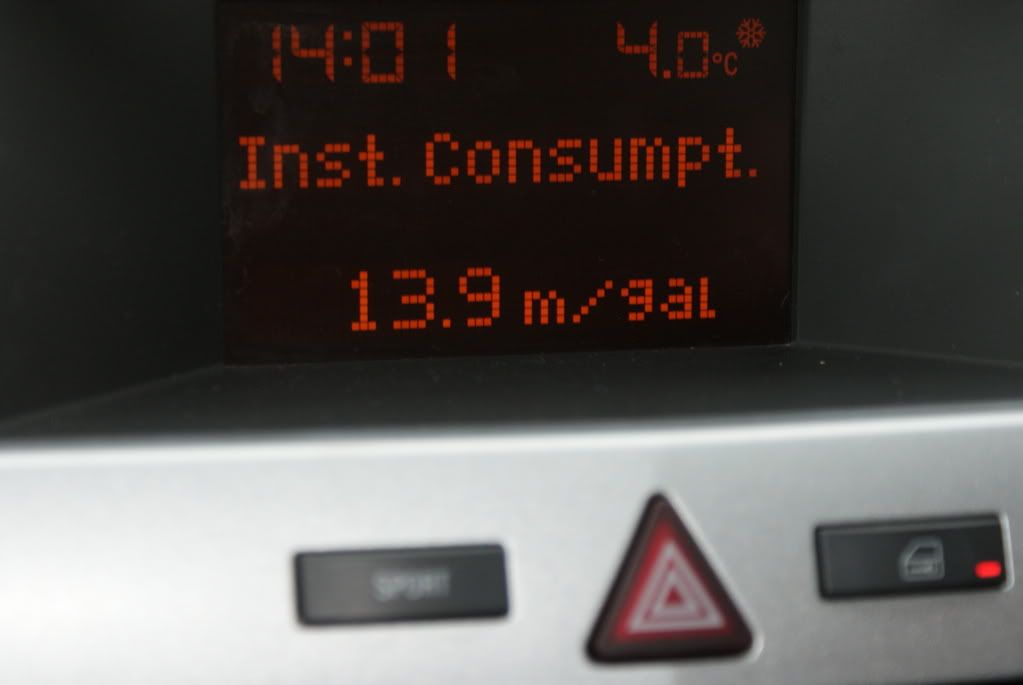 14:01 4.0°C
Inst. Consumpt.
13.9 m/gal
SPORT